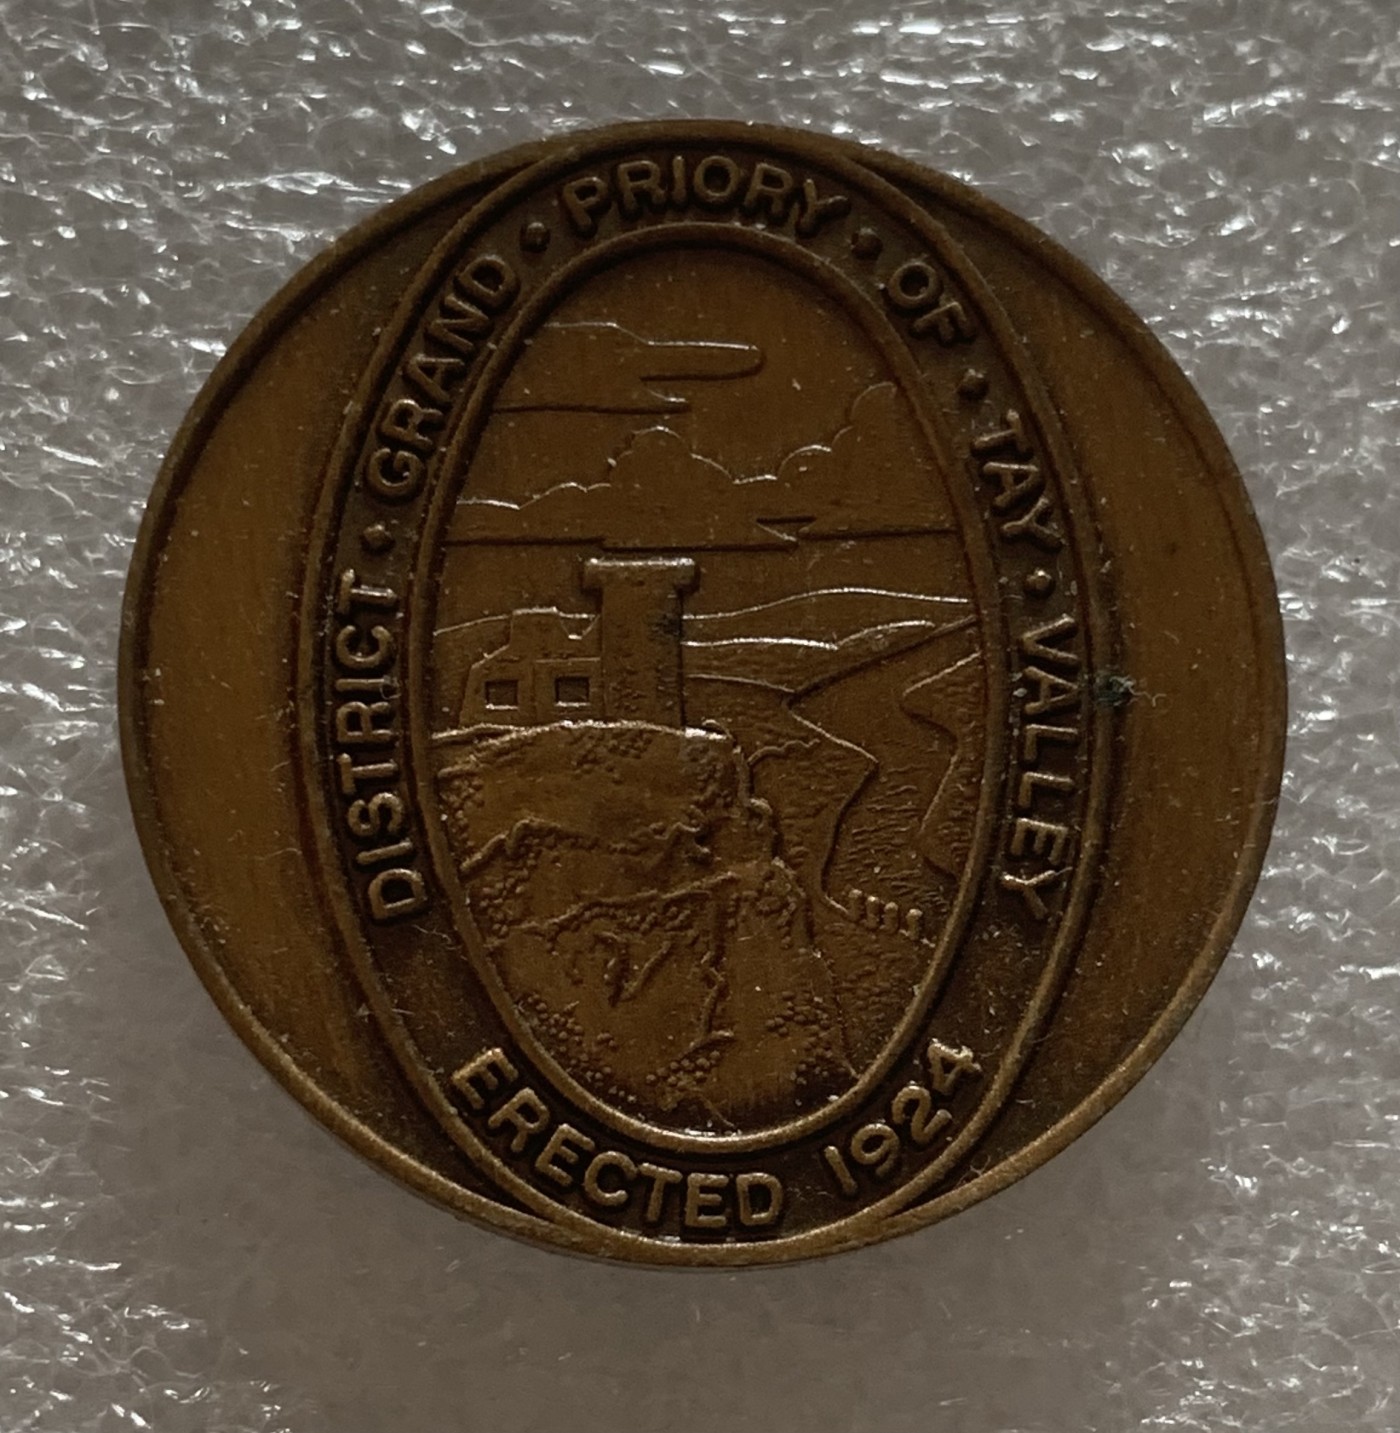 DISTRICT · GRAND · PRIORY · OF · TAY · VALLEY
ERECTED 1924